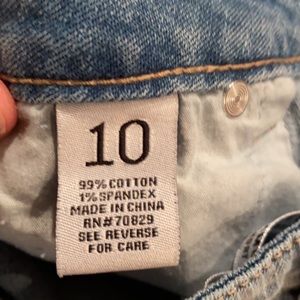 10
99% COTTON
1% SPANDEX
MADE IN CHINA
RN#70829
SEE REVERSE
FOR CARE